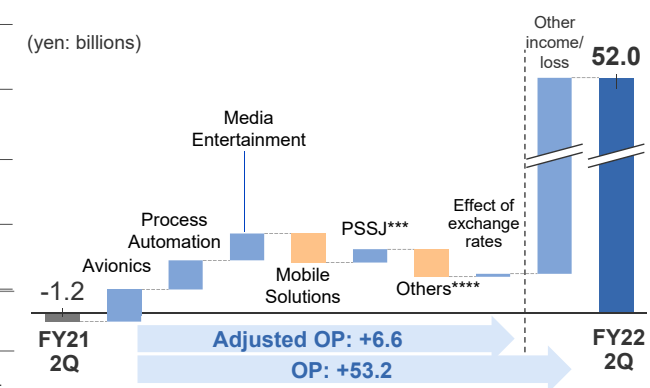 (yen: billions)
Other
income/
loss
52.0
Media
Entertainment
Process
Automation
Avionics
PSSJ***
Effect of
exchange
rates
Mobile
Solutions
Others****
-1.2
FY21
2Q
Adjusted OP: +6.6
OP: +53.2
FY22
2Q